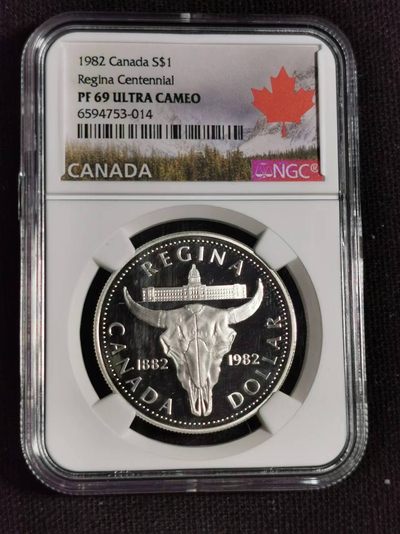 1982 Canada S$1
Regina Centennial
PF 69 ULTRA CAMEO
6594753-014
CANADA
NGC®
REGINA
1882 1982
CANADA
DOLLAR